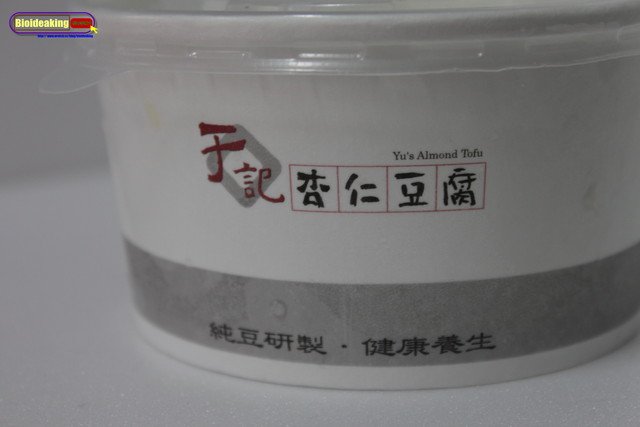 Bioideaking
Yu's Almond Tofu
于記 杏仁豆腐
純豆研製・健康養生